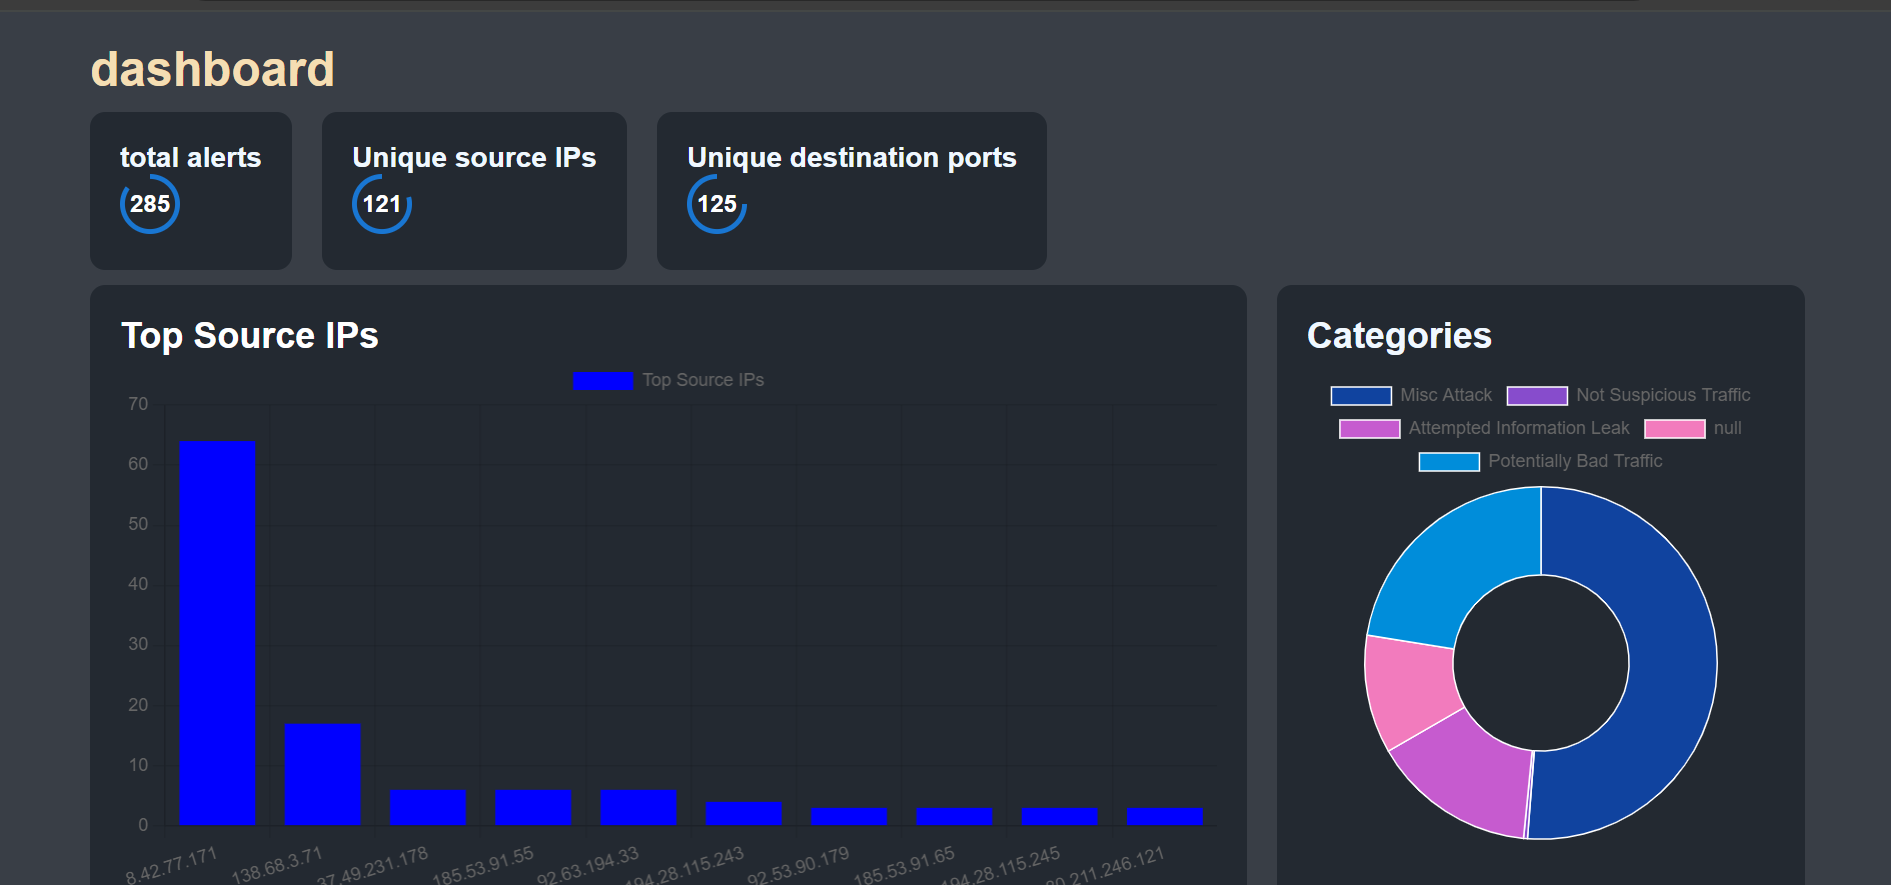 dashboard
total alerts
285
Unique source IPs
121
Unique destination ports
125
Top Source IPs
Top Source IPs
70
60
50
40
30
20
10
0
8.42.77.171
138.68.3.71
37.49.231.178
185.53.91.55
92.63.194.33
194.28.115.243
92.53.90.179
185.53.91.65
194.28.115.245
80.211.246.121
Categories
Misc Attack
Not Suspicious Traffic
Attempted Information Leak
null
Potentially Bad Traffic